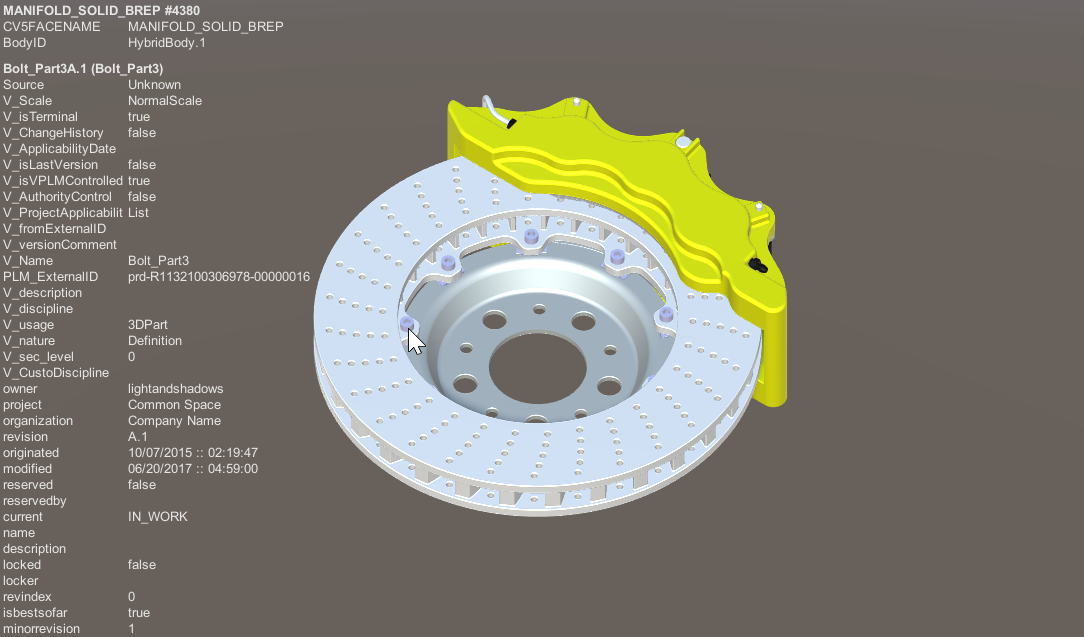 MANIFOLD_SOLID_BREP #4380
CV5FACENAME MANIFOLD_SOLID_BREP
BodyID HybridBody.1
Bolt_Part3A.1 (Bolt_Part3)
Source Unknown
V_Scale NormalScale
V_isTerminal true
V_ChangeHistory false
V_ApplicabilityDate
V_isLastVersion false
V_isVPLMControlled true
V_AuthorityControl false
V_ProjectApplicabilit List
V_fromExternalID
V_versionComment
V_Name Bolt_Part3
PLM_ExternalID prd-R1132100306978-00000016
V_description
V_discipline
V_usage 3DPart
V_nature Definition
V_sec_level 0
V_CustoDiscipline
owner lightandshadows
project Common Space
organization Company Name
revision A.1
originated 10/07/2015 :: 02:19:47
modified 06/20/2017 :: 04:59:00
reserved false
reservedby
current IN_WORK
name
description
locked false
locker
revindex 0
isbestsofar true
minorrevision 1